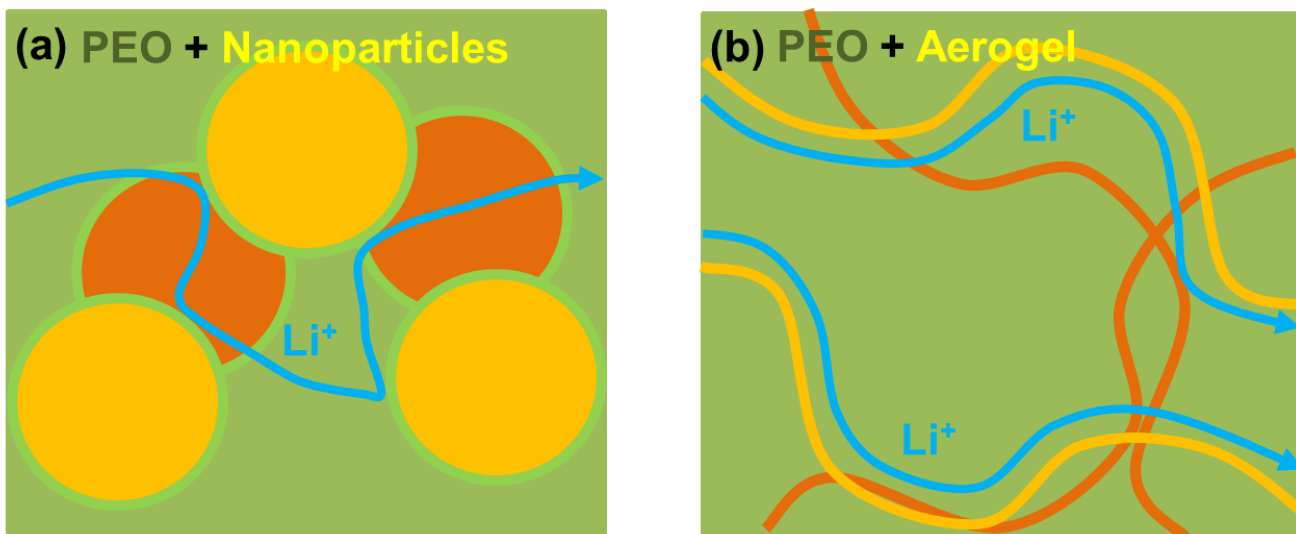 (a) PEO + Nanoparticles
Li⁺
(b) PEO + Aerogel
Li⁺
Li⁺